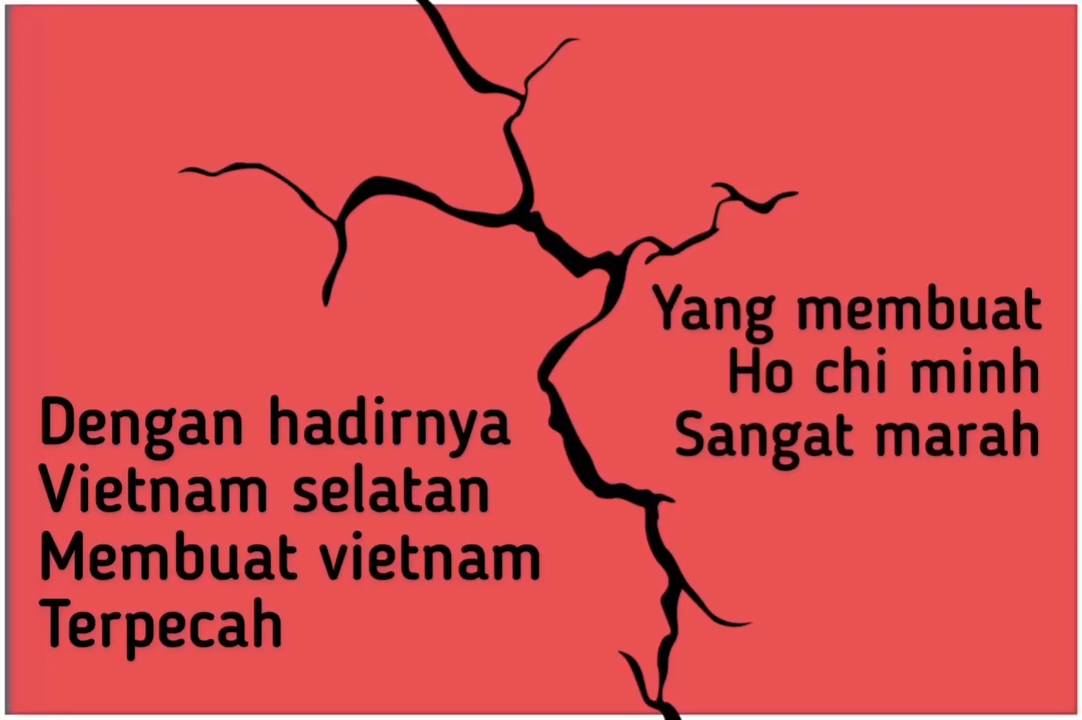 Dengan hadirnya
Vietnam selatan
Membuat vietnam
Terpecah
Yang membuat
Ho chi minh
Sangat marah